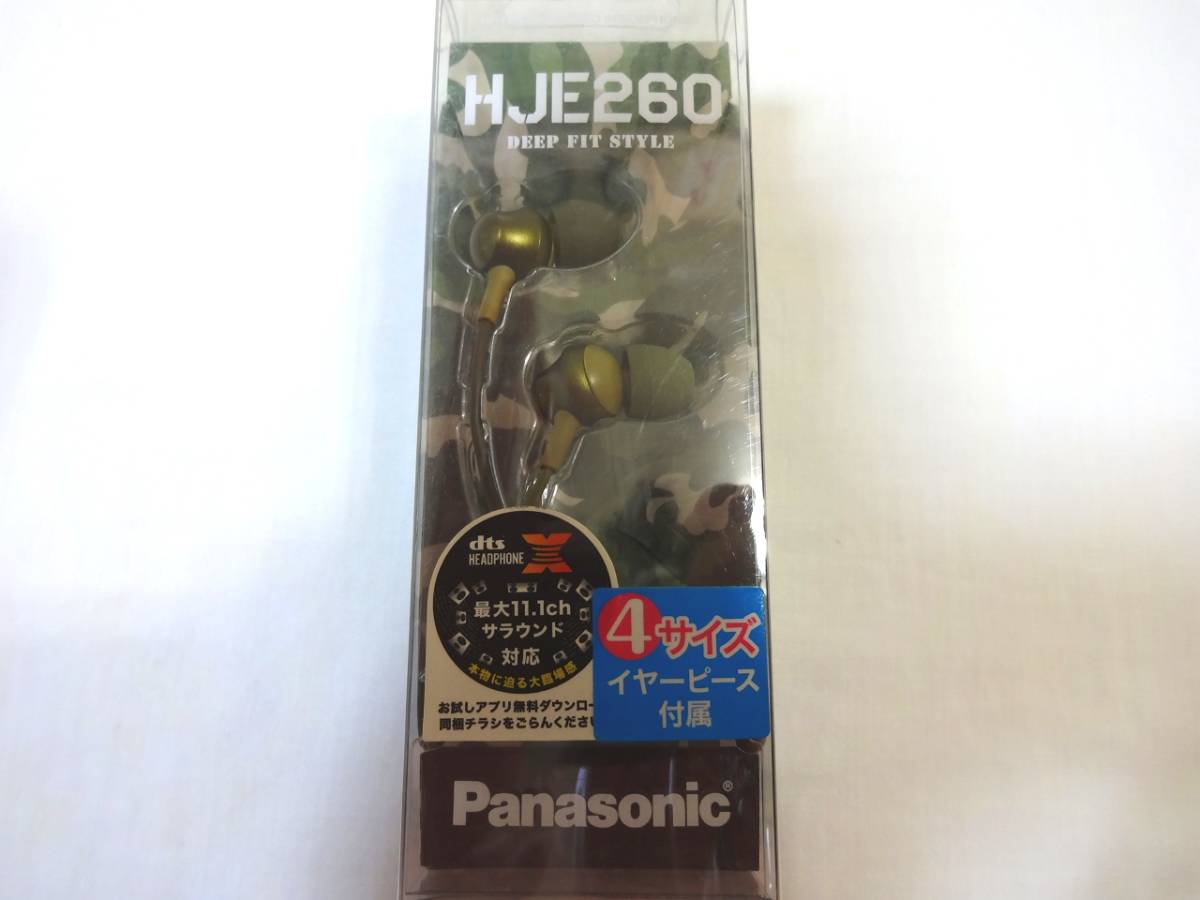 HJE260
DEEP FIT STYLE
dts
HEADPHONE X
最大11.1ch
サラウンド
対応
本物に迫る大臨場感
お試しアプリ無料ダウンロー
同梱チラシをごらんくださ
4サイズ
イヤーピース
付属
Panasonic®